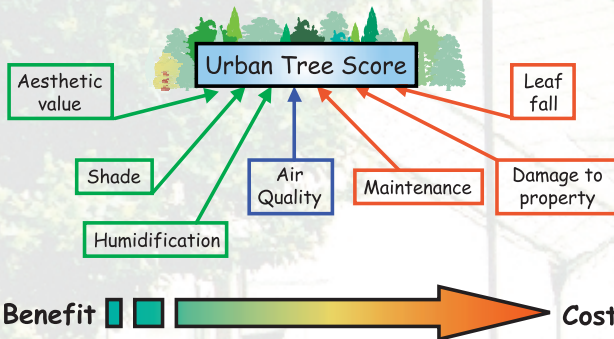 Urban Tree Score
Aesthetic
value
Leaf
fall
Shade
Air
Quality
Maintenance
Damage to
property
Humidification
Benefit
Cost